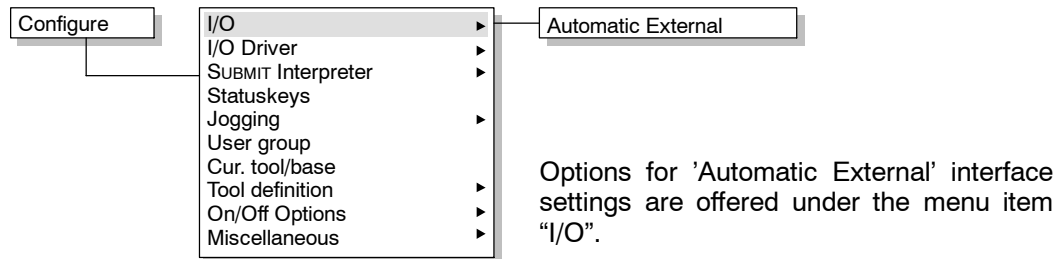 Configure
I/O ▶
I/O Driver ▶
SUBMIT Interpreter ▶
Statuskeys
Jogging ▶
User group
Cur. tool/base
Tool definition ▶
On/Off Options ▶
Miscellaneous ▶
Automatic External
Options for ’Automatic External’ interface
settings are offered under the menu item
“I/O”.